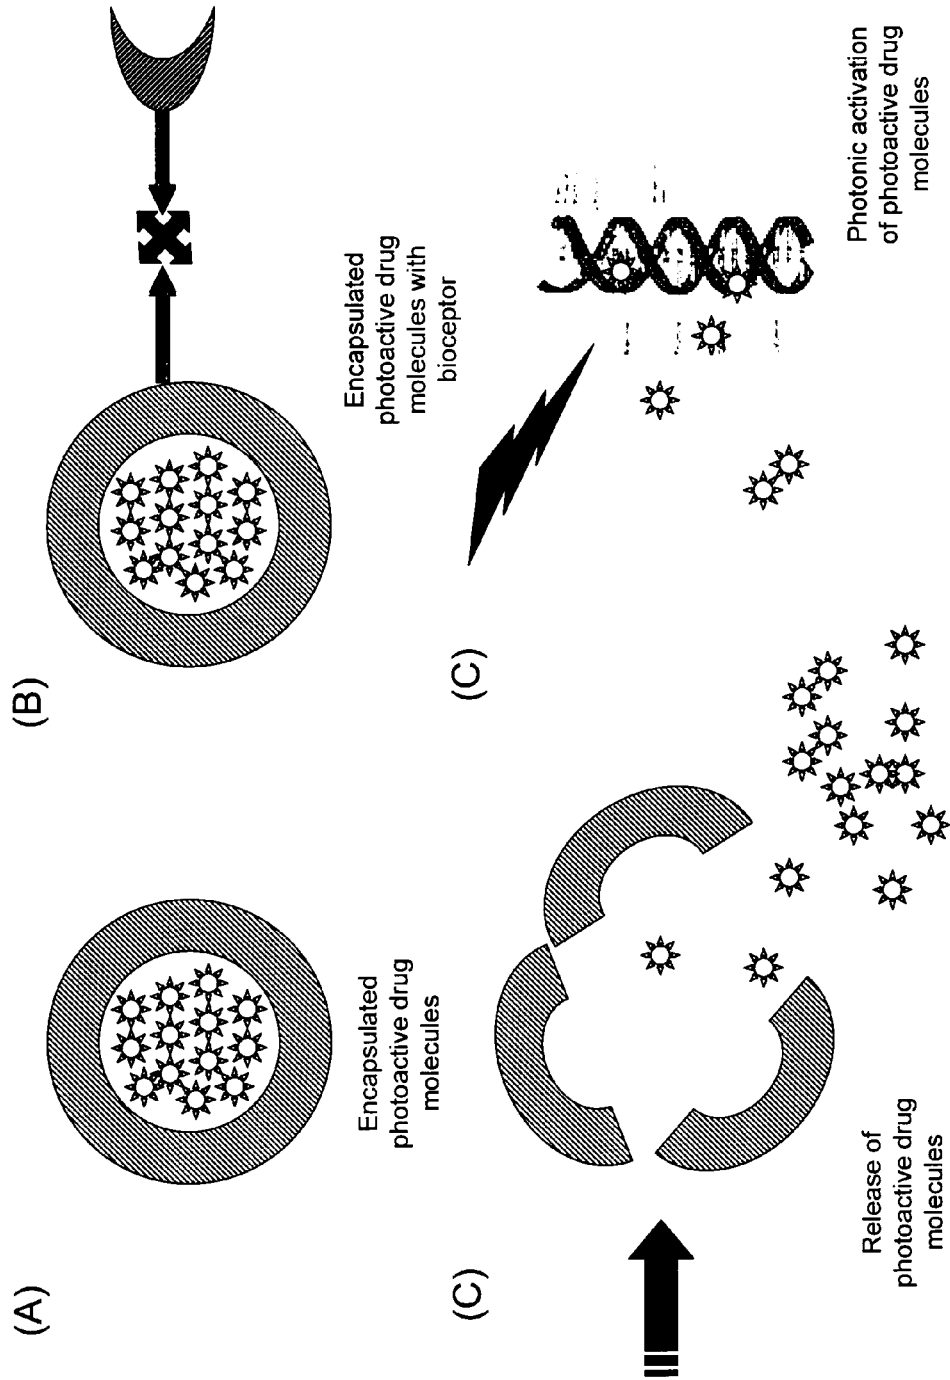 (A)
Encapsulated
photoactive drug
molecules
(B)
Encapsulated
photoactive drug
molecules with
bioceptor
(C)
Release of
photoactive drug
molecules
(C)
Photonic activation
of photoactive drug
molecules